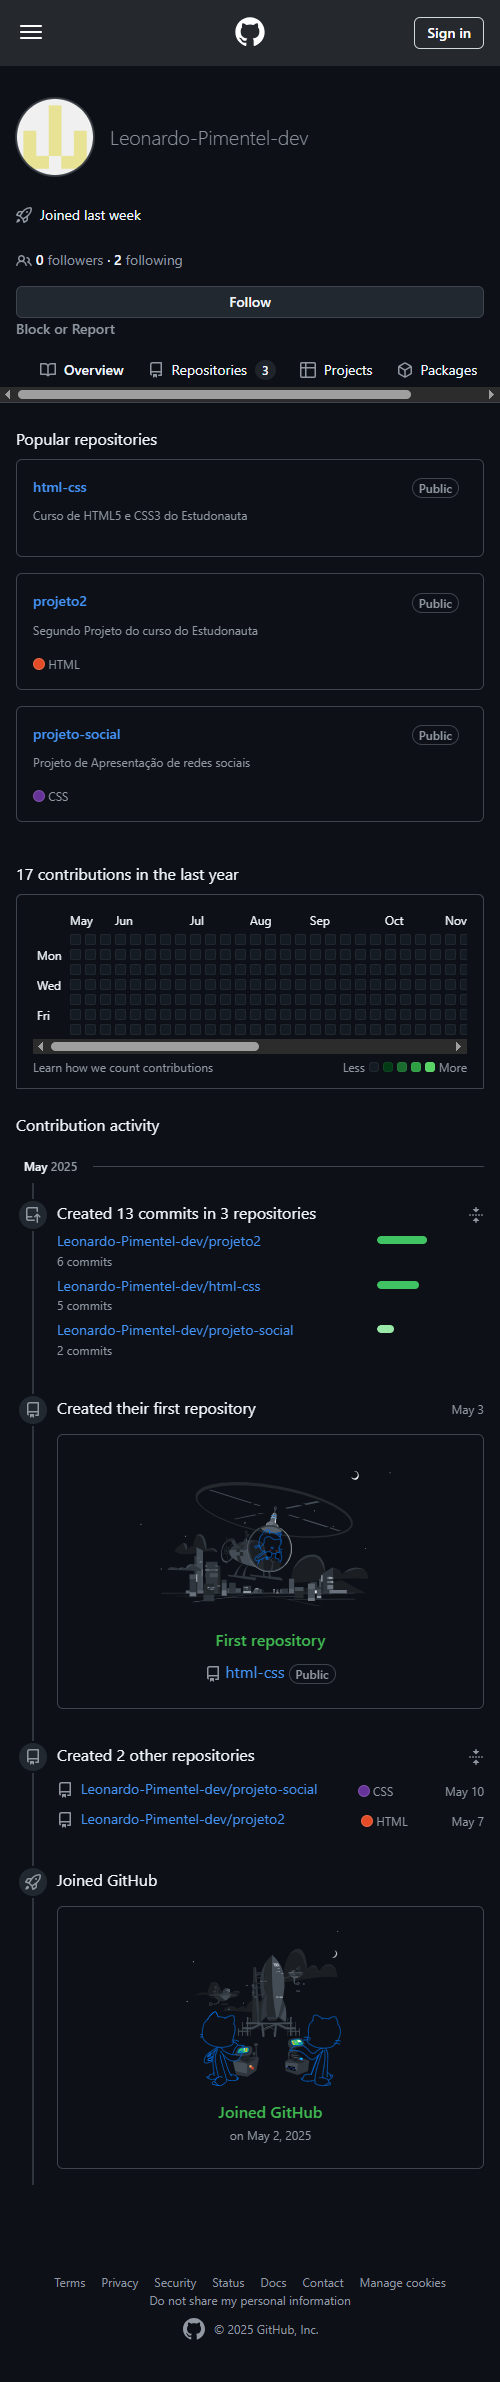 Sign in
Leonardo-Pimentel-dev
Joined last week
0 followers · 2 following
Follow
Block or Report
Overview Repositories 3 Projects Packages
Popular repositories
html-css Public
Curso de HTML5 e CSS3 do Estudonauta
projeto2 Public
Segundo Projeto do curso do Estudonauta
HTML
projeto-social Public
Projeto de Apresentação de redes sociais
CSS
17 contributions in the last year
May Jun Jul Aug Sep Oct Nov
Mon
Wed
Fri
Learn how we count contributions Less More
Contribution activity
May 2025
Created 13 commits in 3 repositories
Leonardo-Pimentel-dev/projeto2
6 commits
Leonardo-Pimentel-dev/html-css
5 commits
Leonardo-Pimentel-dev/projeto-social
2 commits
Created their first repository May 3
First repository
html-css Public
Created 2 other repositories
Leonardo-Pimentel-dev/projeto-social CSS May 10
Leonardo-Pimentel-dev/projeto2 HTML May 7
Joined GitHub
Joined GitHub
on May 2, 2025
Terms Privacy Security Status Docs Contact Manage cookies
Do not share my personal information
© 2025 GitHub, Inc.